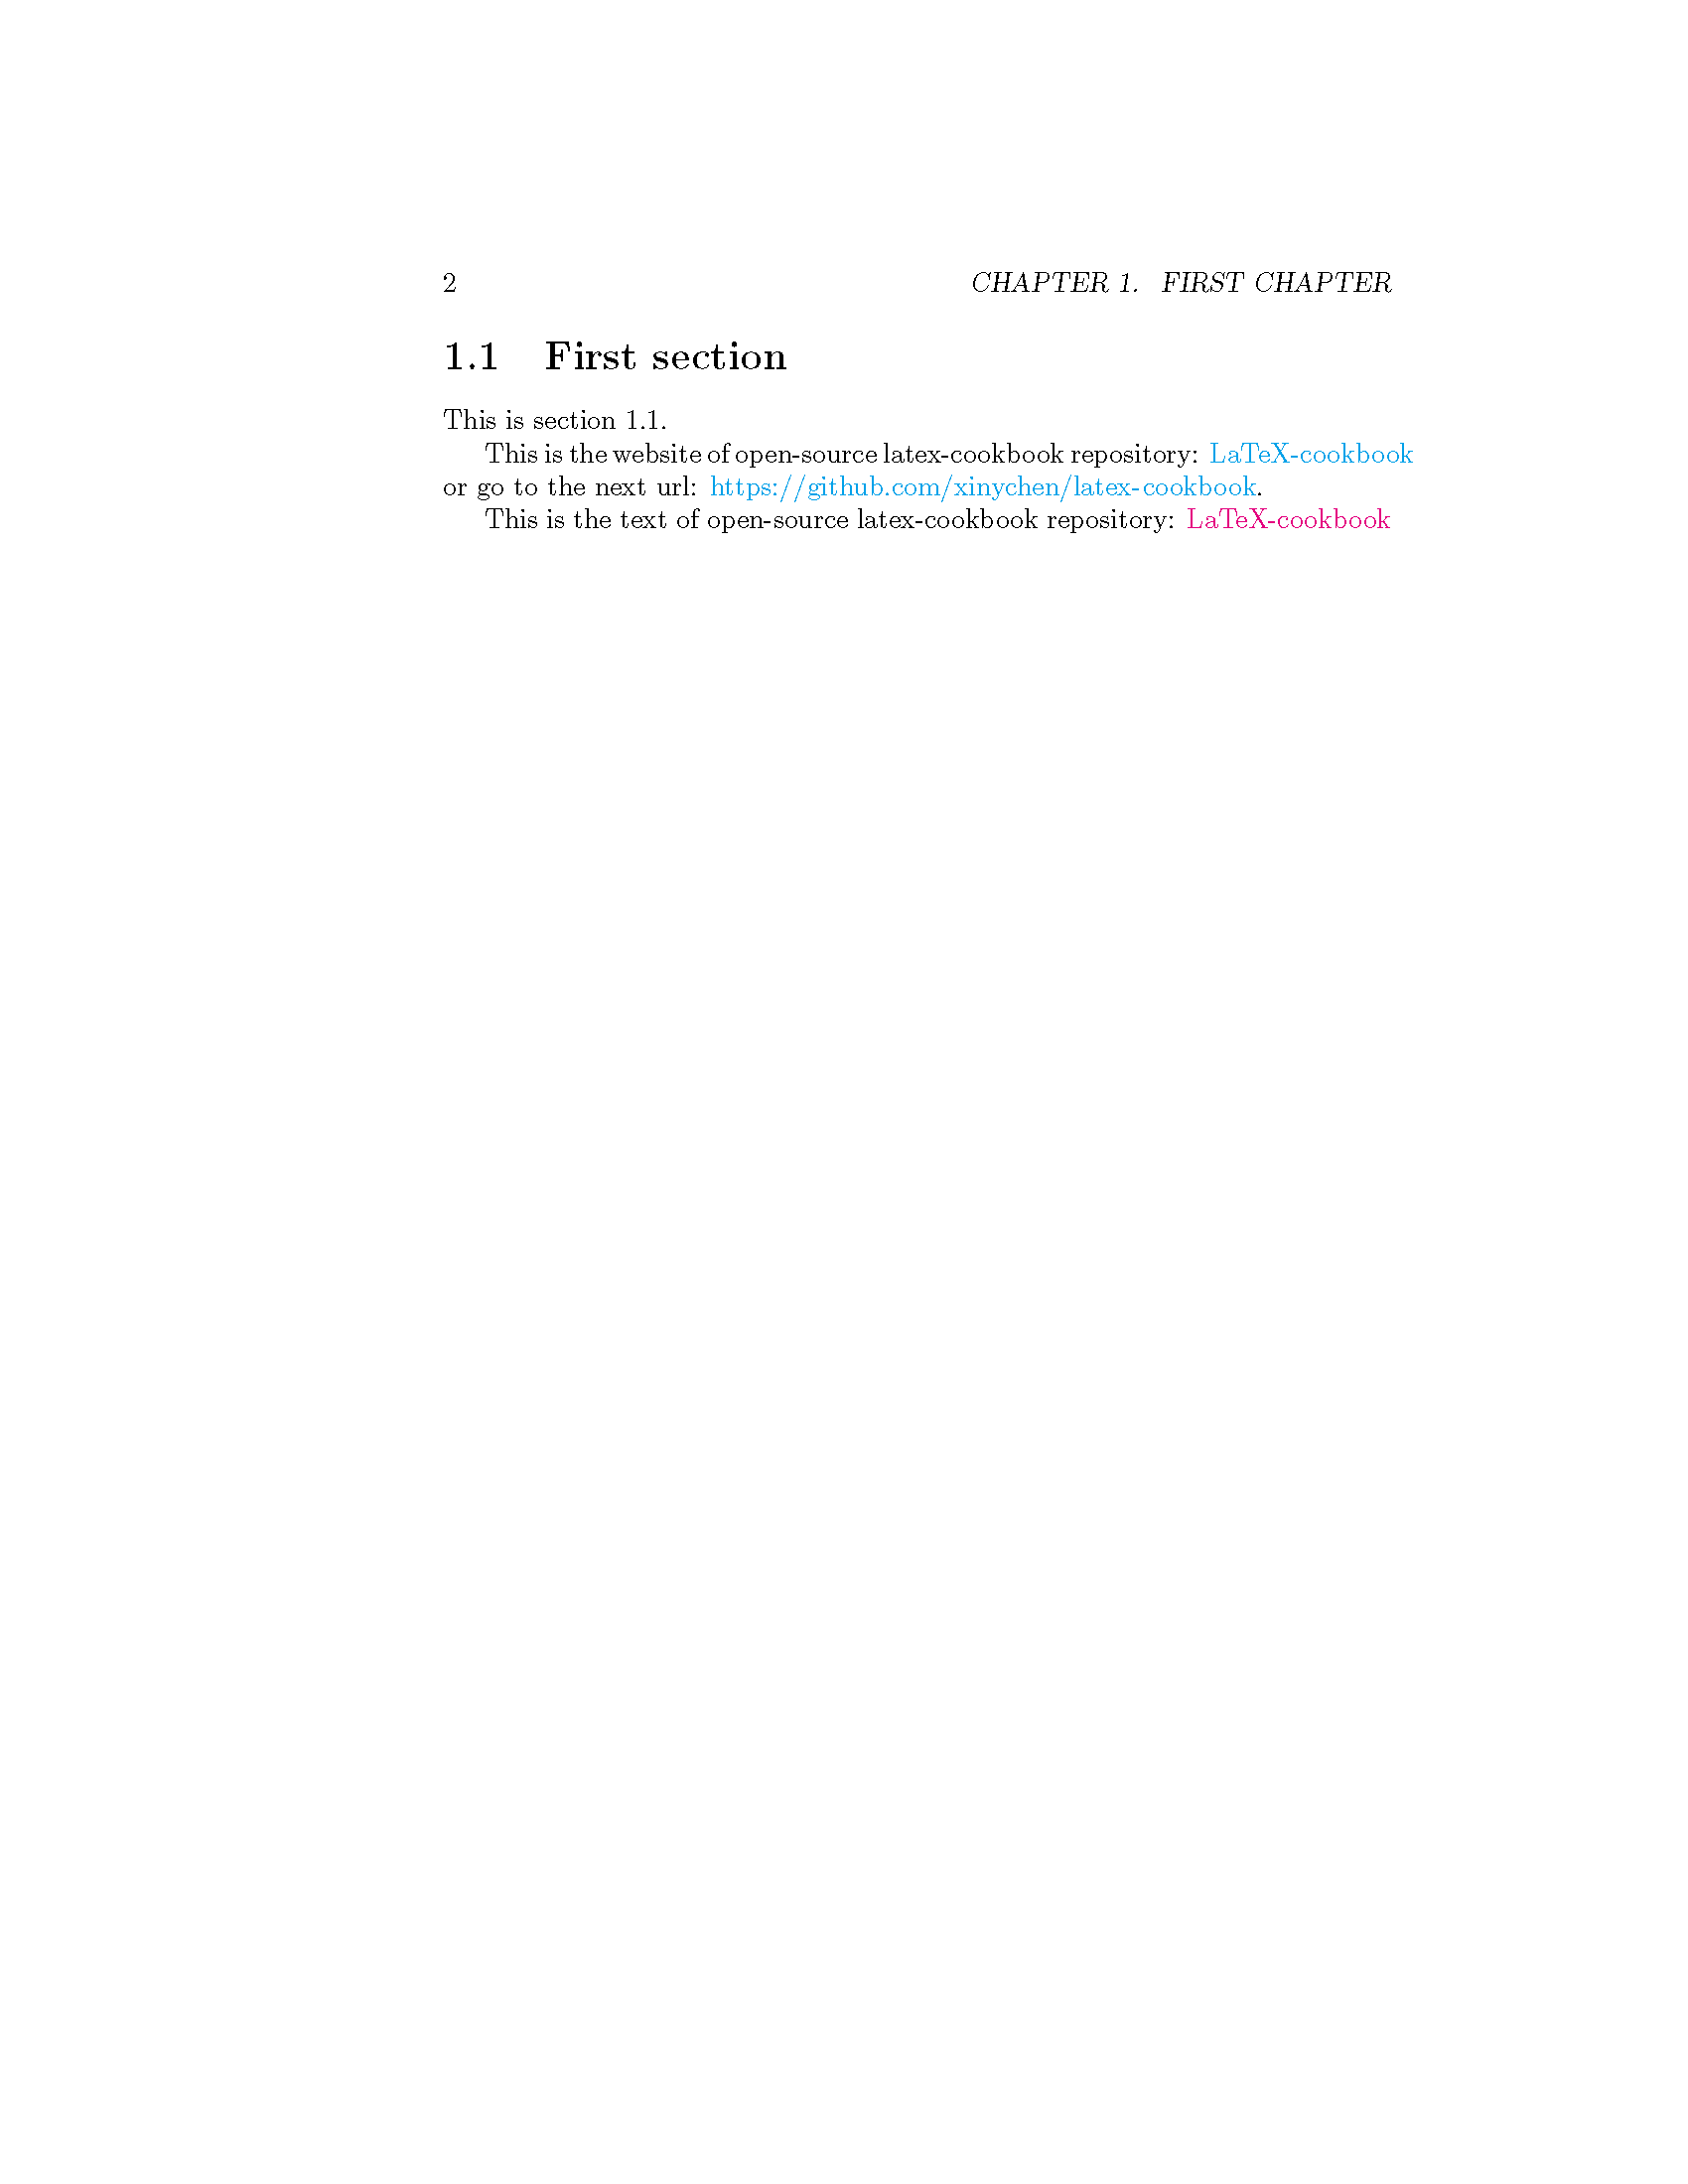 2 CHAPTER 1. FIRST CHAPTER
1.1 First section
This is section 1.1.
This is the website of open-source latex-cookbook repository: LaTeX-cookbook
or go to the next url: https://github.com/xinychen/latex-cookbook.
This is the text of open-source latex-cookbook repository: LaTeX-cookbook